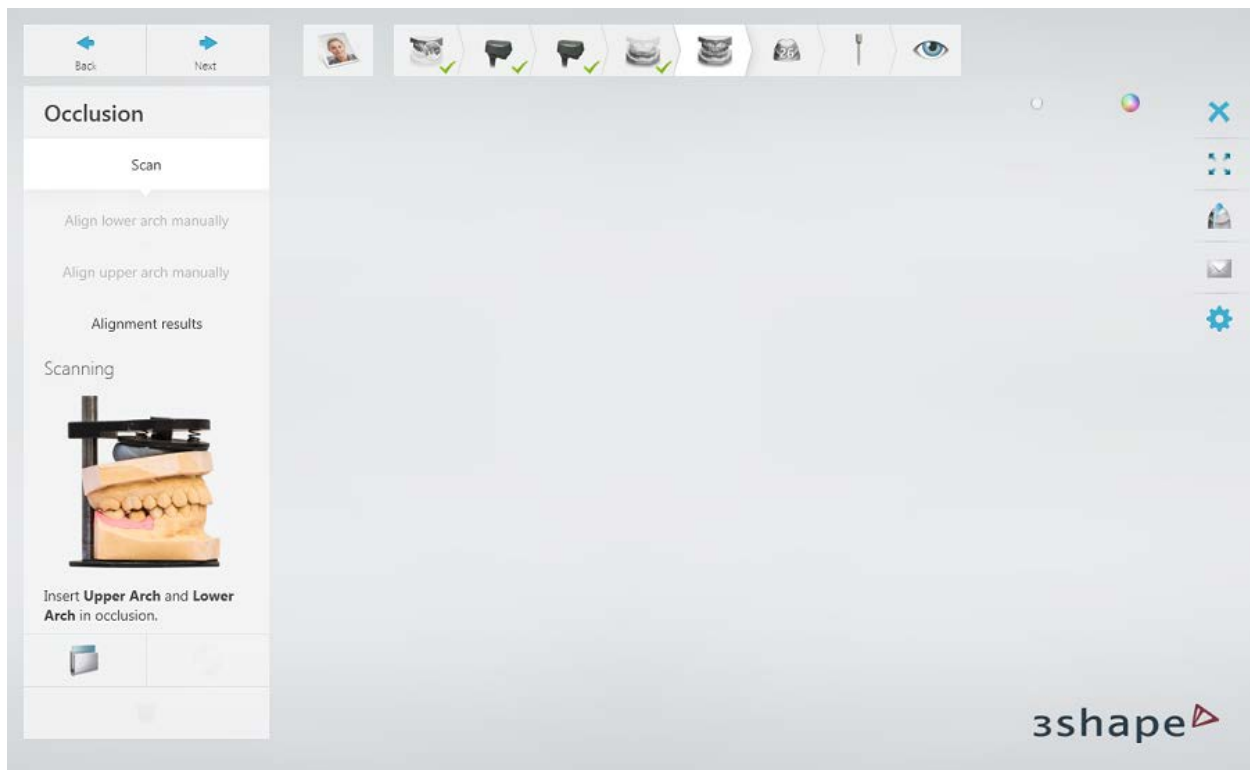 Back
Next
Occlusion
26
Scan
Align lower arch manually
Align upper arch manually
Alignment results
Scanning
Insert Upper Arch and Lower
Arch in occlusion.
3shape